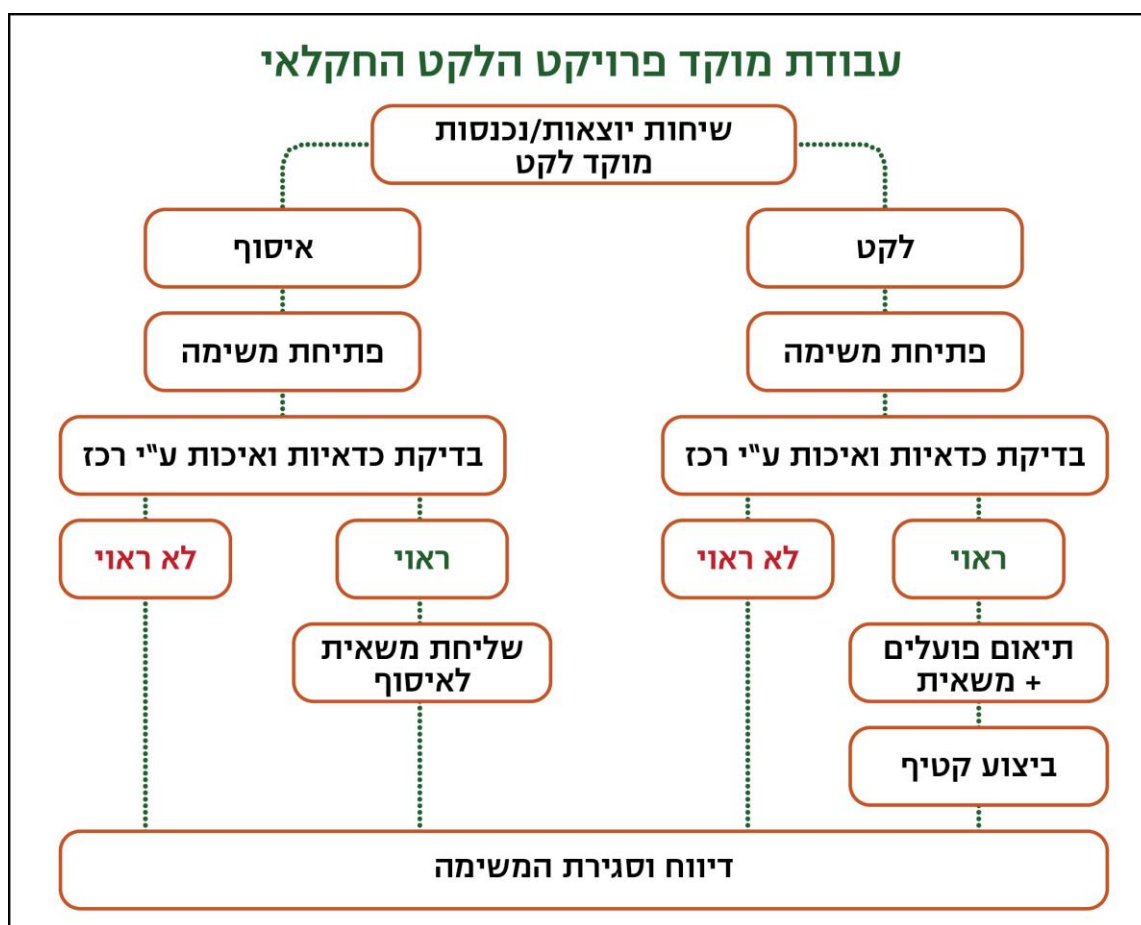 עבודת מוקד פרויקט הלקט החקלאי
שיחות יוצאות/נכנסות
מוקד לקט
לקט
איסוף
פתיחת משימה
פתיחת משימה
בדיקת כדאיות ואיכות ע"י רכז
בדיקת כדאיות ואיכות ע"י רכז
ראוי
לא ראוי
ראוי
לא ראוי
תיאום פועלים
+ משאית
שליחת משאית
לאיסוף
ביצוע קטיף
דיווח וסגירת המשימה